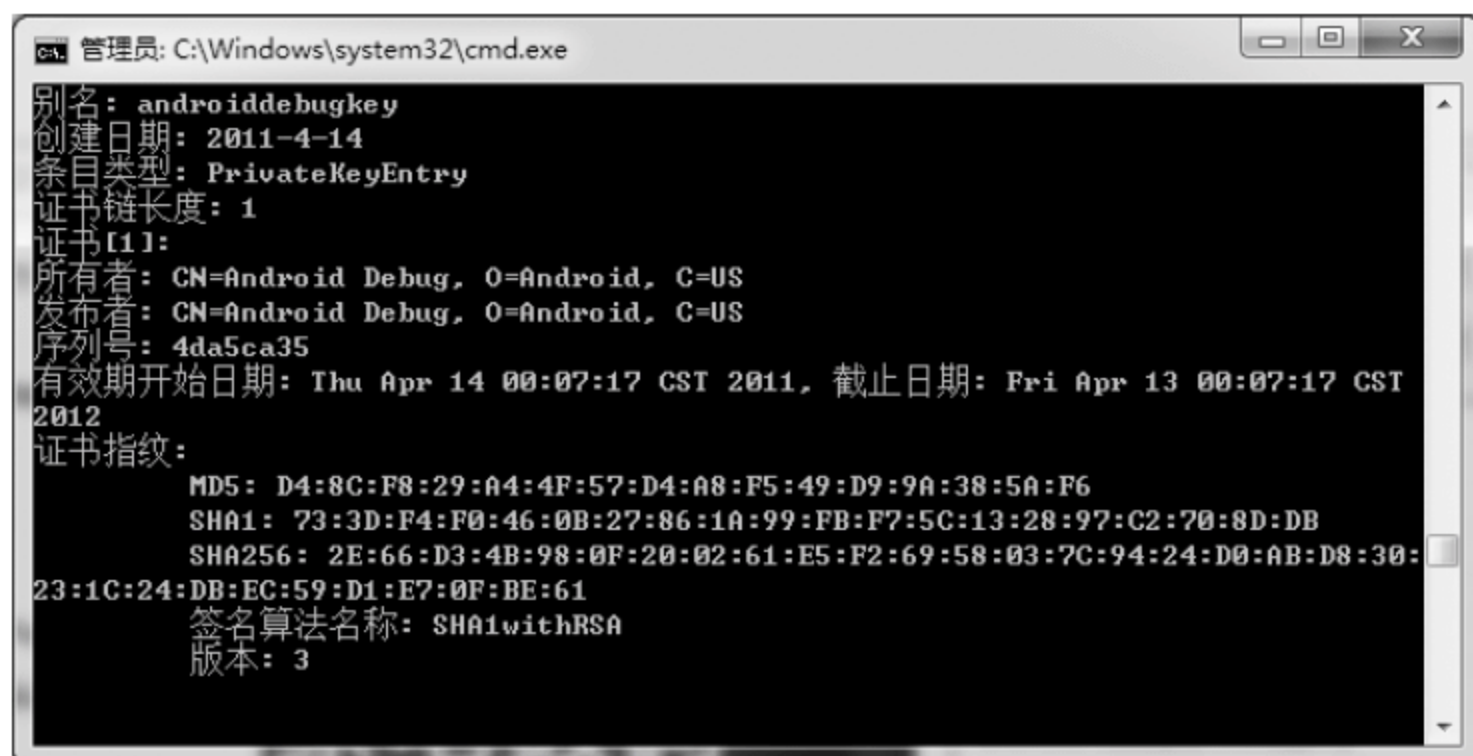 管理员: C:\Windows\system32\cmd.exe
别名: androiddebugkey
创建日期: 2011-4-14
条目类型: PrivateKeyEntry
证书链长度: 1
证书[1]:
所有者: CN=Android Debug, O=Android, C=US
发布者: CN=Android Debug, O=Android, C=US
序列号: 4da5ca35
有效期开始日期: Thu Apr 14 00:07:17 CST 2011, 截止日期: Fri Apr 13 00:07:17 CST
2012
证书指纹:
MD5: D4:8C:F8:29:A4:4F:57:D4:A8:F5:49:D9:9A:38:5A:F6
SHA1: 73:3D:F4:F0:46:0B:27:86:1A:99:FB:F7:5C:13:28:97:C2:70:8D:DB
SHA256: 2E:66:D3:4B:98:0F:20:02:61:E5:F2:69:58:03:7C:94:24:D0:AB:D8:30:
23:1C:24:DB:EC:59:D1:E7:0F:BE:61
签名算法名称: SHA1withRSA
版本: 3